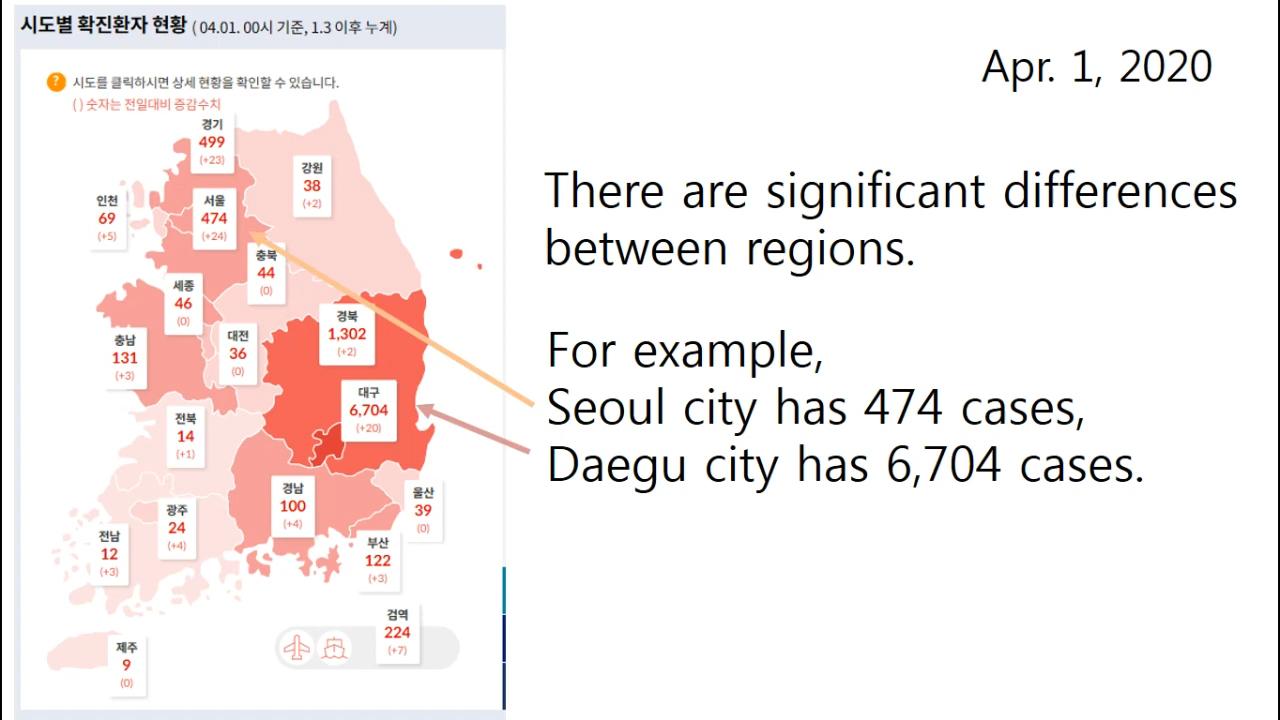 시도별 확진환자 현황 ( 04.01. 00시 기준, 1.3 이후 누계)
? 시도를 클릭하시면 상세 현황을 확인할 수 있습니다.
( ) 숫자는 전일대비 증감수치
경기
499
(+23)
강원
38
(+2)
인천
69
(+5)
서울
474
(+24)
충북
44
(0)
세종
46
(0)
경북
1,302
(+2)
대전
36
(0)
충남
131
(+3)
대구
6,704
(+20)
전북
14
(+1)
경남
100
(+4)
울산
39
(0)
광주
24
(+4)
전남
12
(+3)
부산
122
(+3)
검역
224
(+7)
제주
9
(0)
Apr. 1, 2020
There are significant differences
between regions.
For example,
Seoul city has 474 cases,
Daegu city has 6,704 cases.